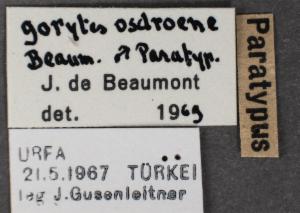 gorytes osdroene
Beaum. ♂ Paratyp.
J. de Beaumont
det. 1969
Paratypus
URFA
21.5.1967 TÜRKEI
leg J.Gusenleitner